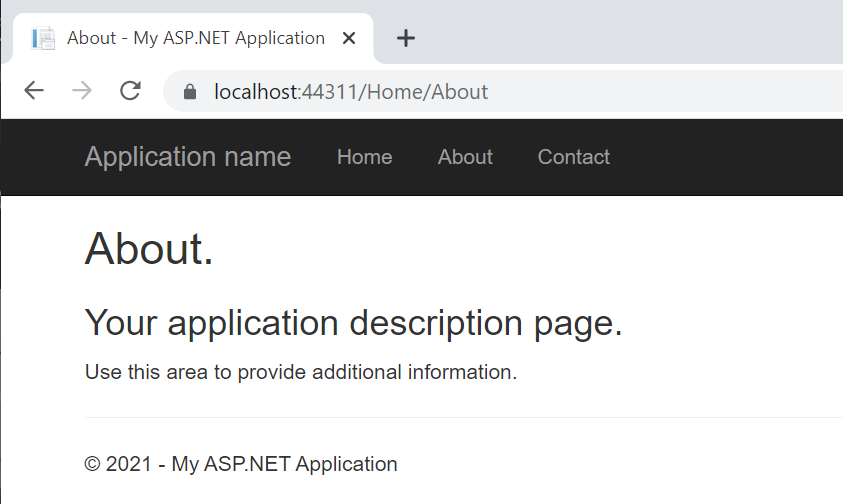 About - My ASP.NET Application
localhost:44311/Home/About
Application name Home About Contact
About.
Your application description page.
Use this area to provide additional information.
© 2021 - My ASP.NET Application